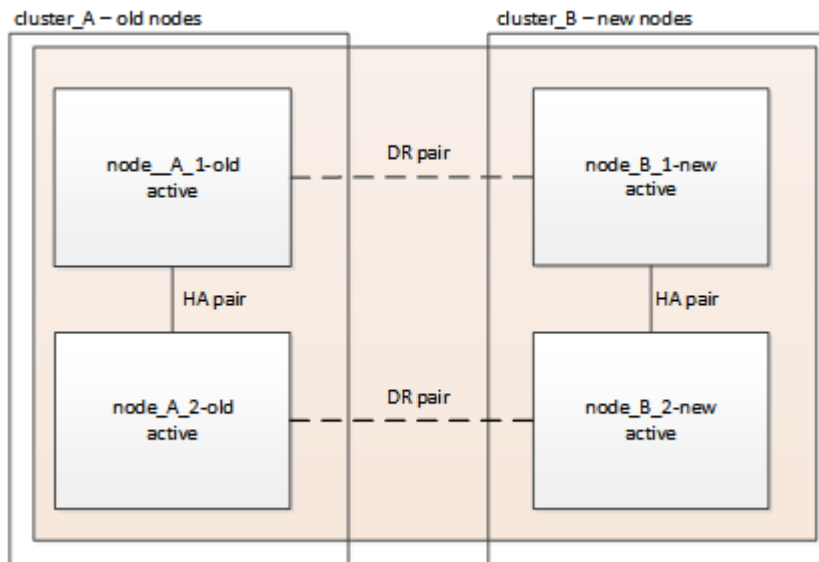 cluster_A – old nodes
cluster_B – new nodes
node__A_1-old
active
DR pair
node_B_1-new
active
HA pair
HA pair
node_A_2-old
active
DR pair
node_B_2-new
active